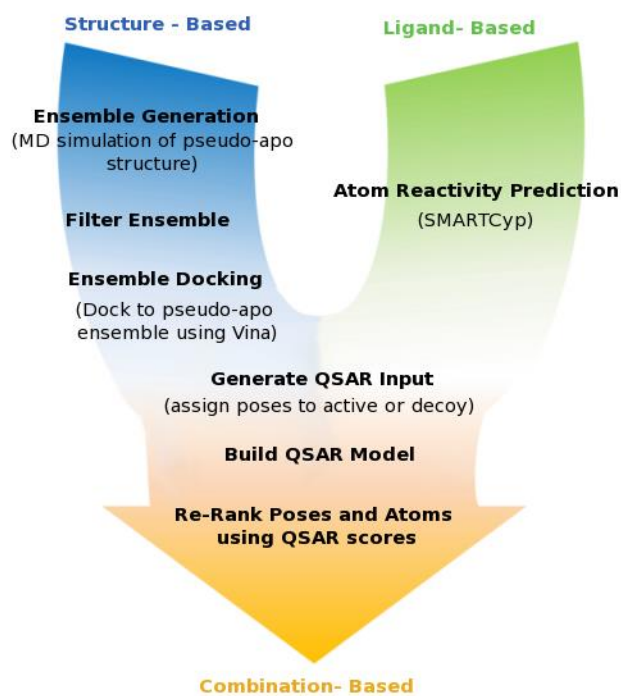 Structure - Based
Ligand- Based
Ensemble Generation
(MD simulation of pseudo-apo
structure)
Filter Ensemble
Ensemble Docking
(Dock to pseudo-apo
ensemble using Vina)
Atom Reactivity Prediction
(SMARTCyp)
Generate QSAR Input
(assign poses to active or decoy)
Build QSAR Model
Re-Rank Poses and Atoms
using QSAR scores
Combination- Based